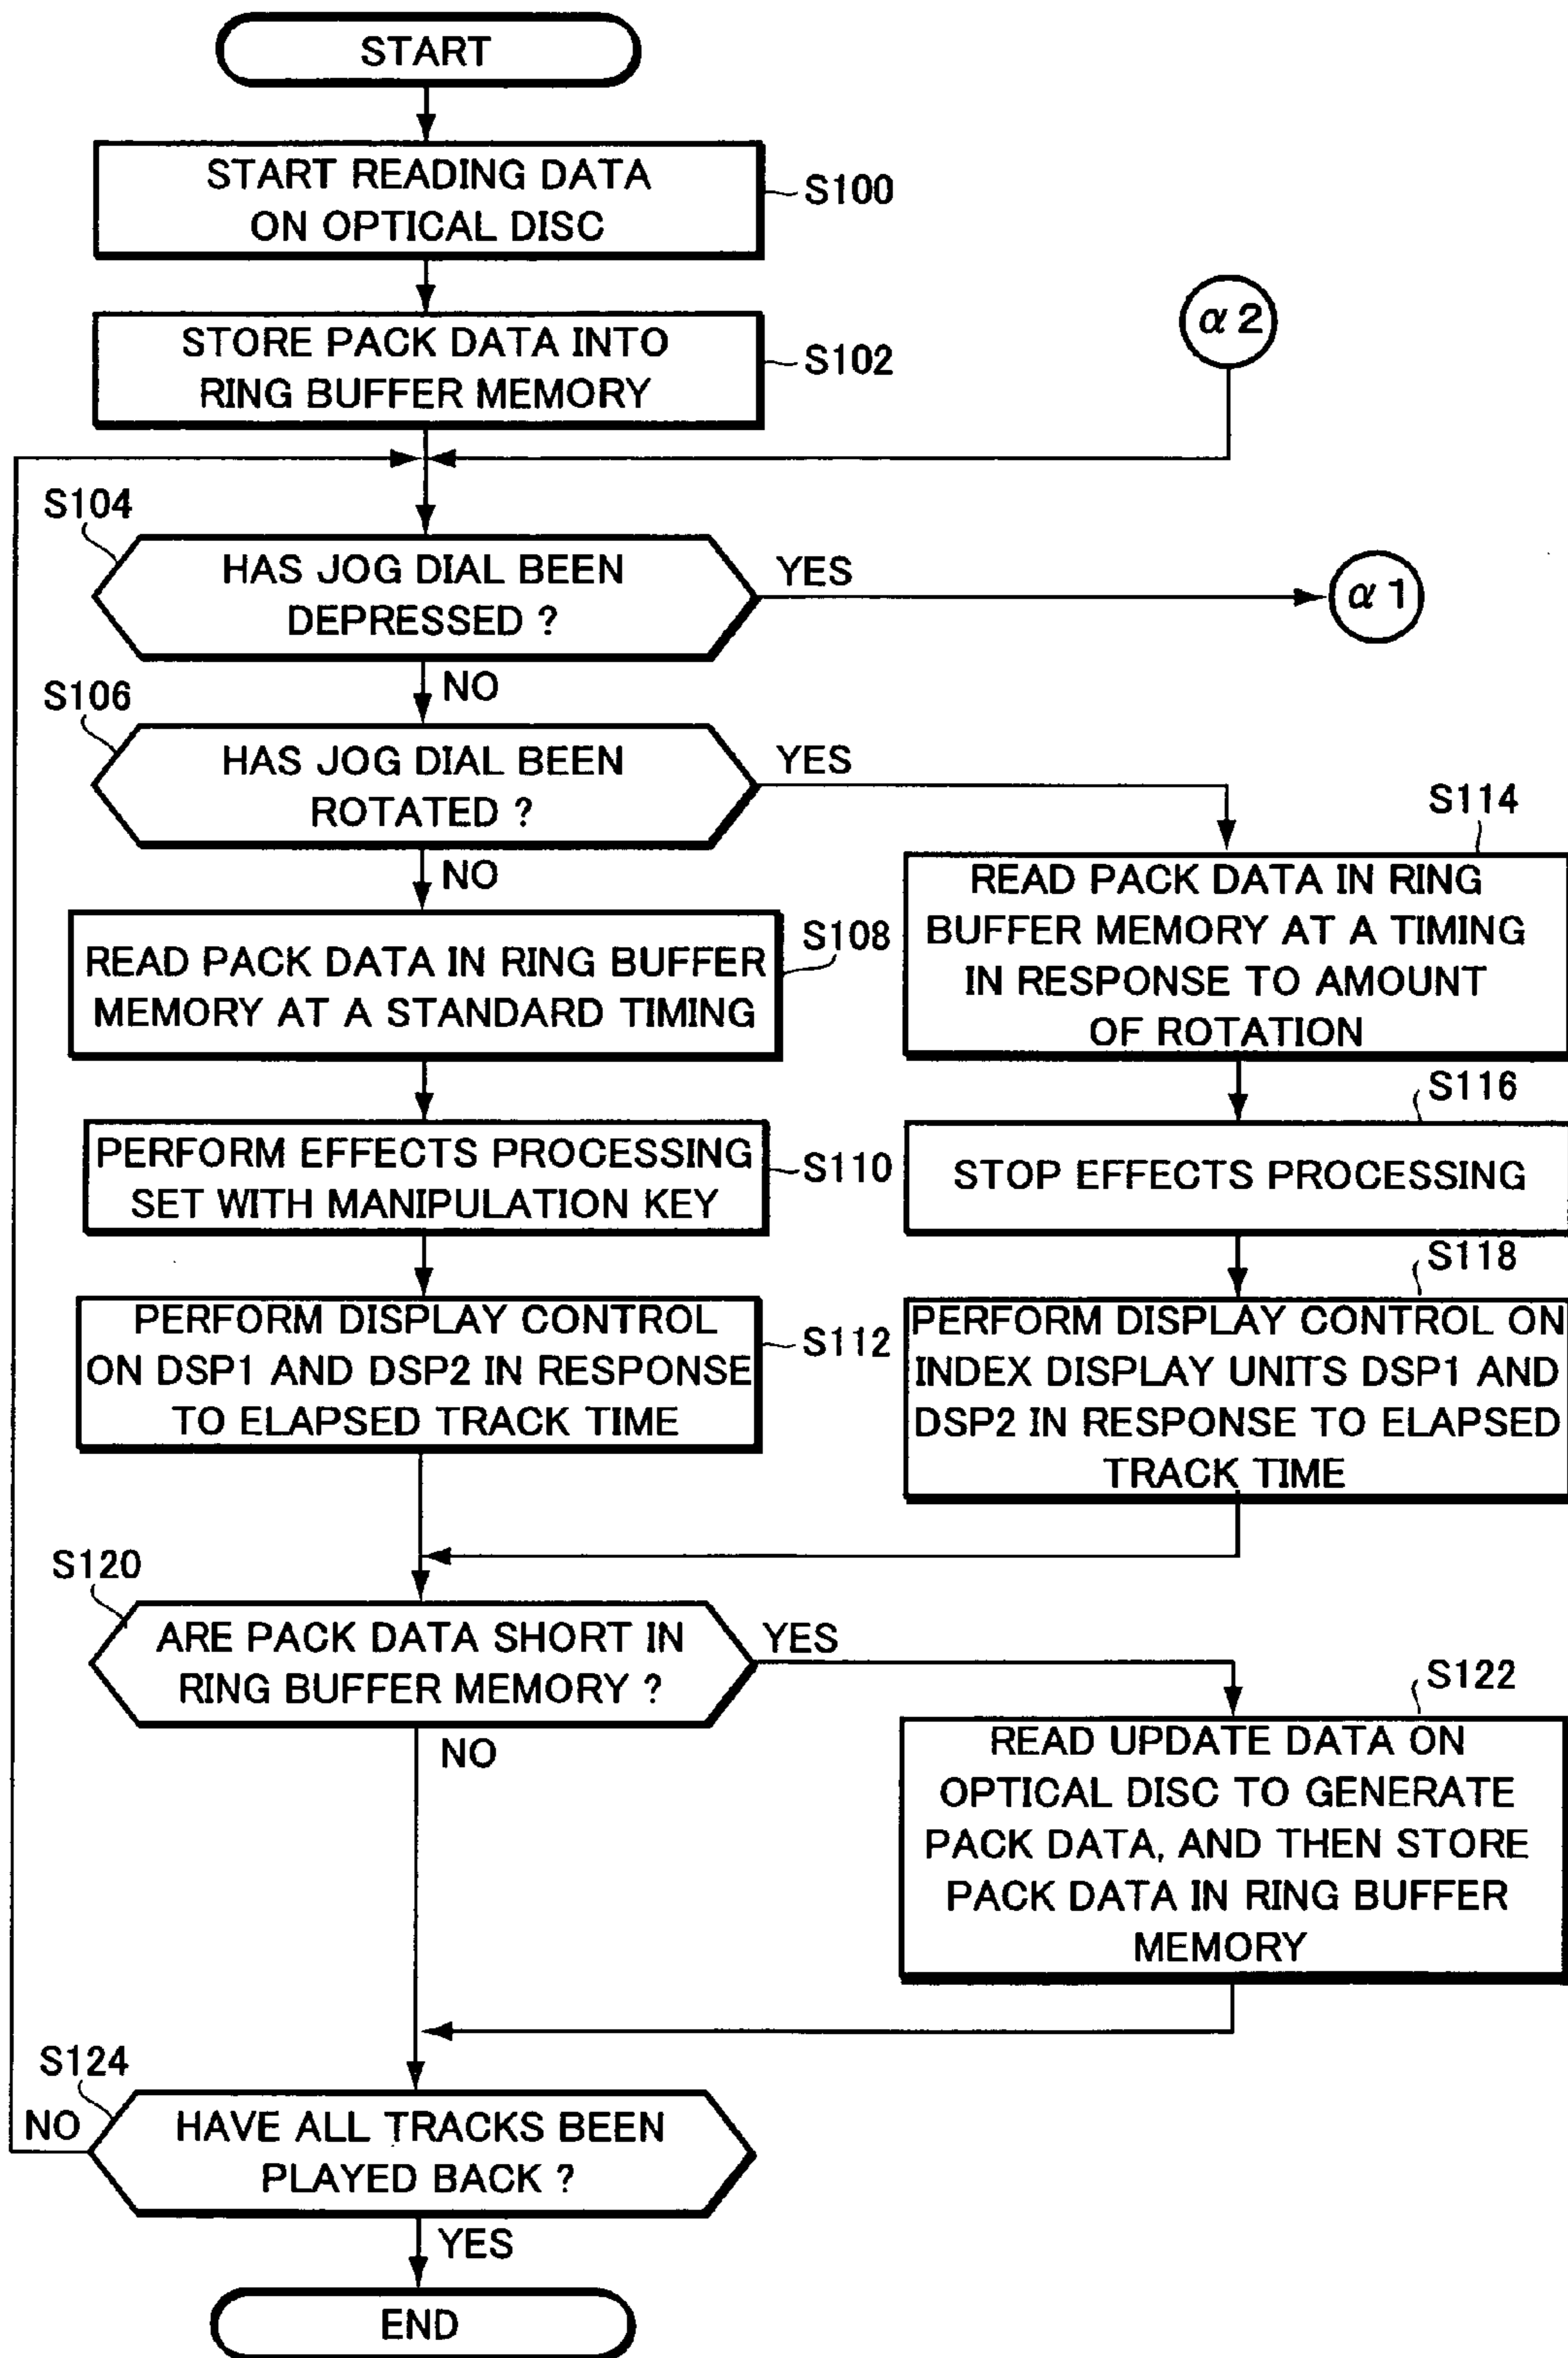 START
START READING DATA
ON OPTICAL DISC
S100
STORE PACK DATA INTO
RING BUFFER MEMORY
S102
α2
S104
HAS JOG DIAL BEEN
DEPRESSED ?
YES
α1
NO
S106
HAS JOG DIAL BEEN
ROTATED ?
YES
NO
S108
READ PACK DATA IN RING BUFFER
MEMORY AT A STANDARD TIMING
S114
READ PACK DATA IN RING
BUFFER MEMORY AT A TIMING
IN RESPONSE TO AMOUNT
OF ROTATION
PERFORM EFFECTS PROCESSING
SET WITH MANIPULATION KEY
S110
S116
STOP EFFECTS PROCESSING
PERFORM DISPLAY CONTROL
ON DSP1 AND DSP2 IN RESPONSE
TO ELAPSED TRACK TIME
S112
S118
PERFORM DISPLAY CONTROL ON
INDEX DISPLAY UNITS DSP1 AND
DSP2 IN RESPONSE TO ELAPSED
TRACK TIME
S120
ARE PACK DATA SHORT IN
RING BUFFER MEMORY ?
YES
NO
S122
READ UPDATE DATA ON
OPTICAL DISC TO GENERATE
PACK DATA, AND THEN STORE
PACK DATA IN RING BUFFER
MEMORY
S124
NO
HAVE ALL TRACKS BEEN
PLAYED BACK ?
YES
END